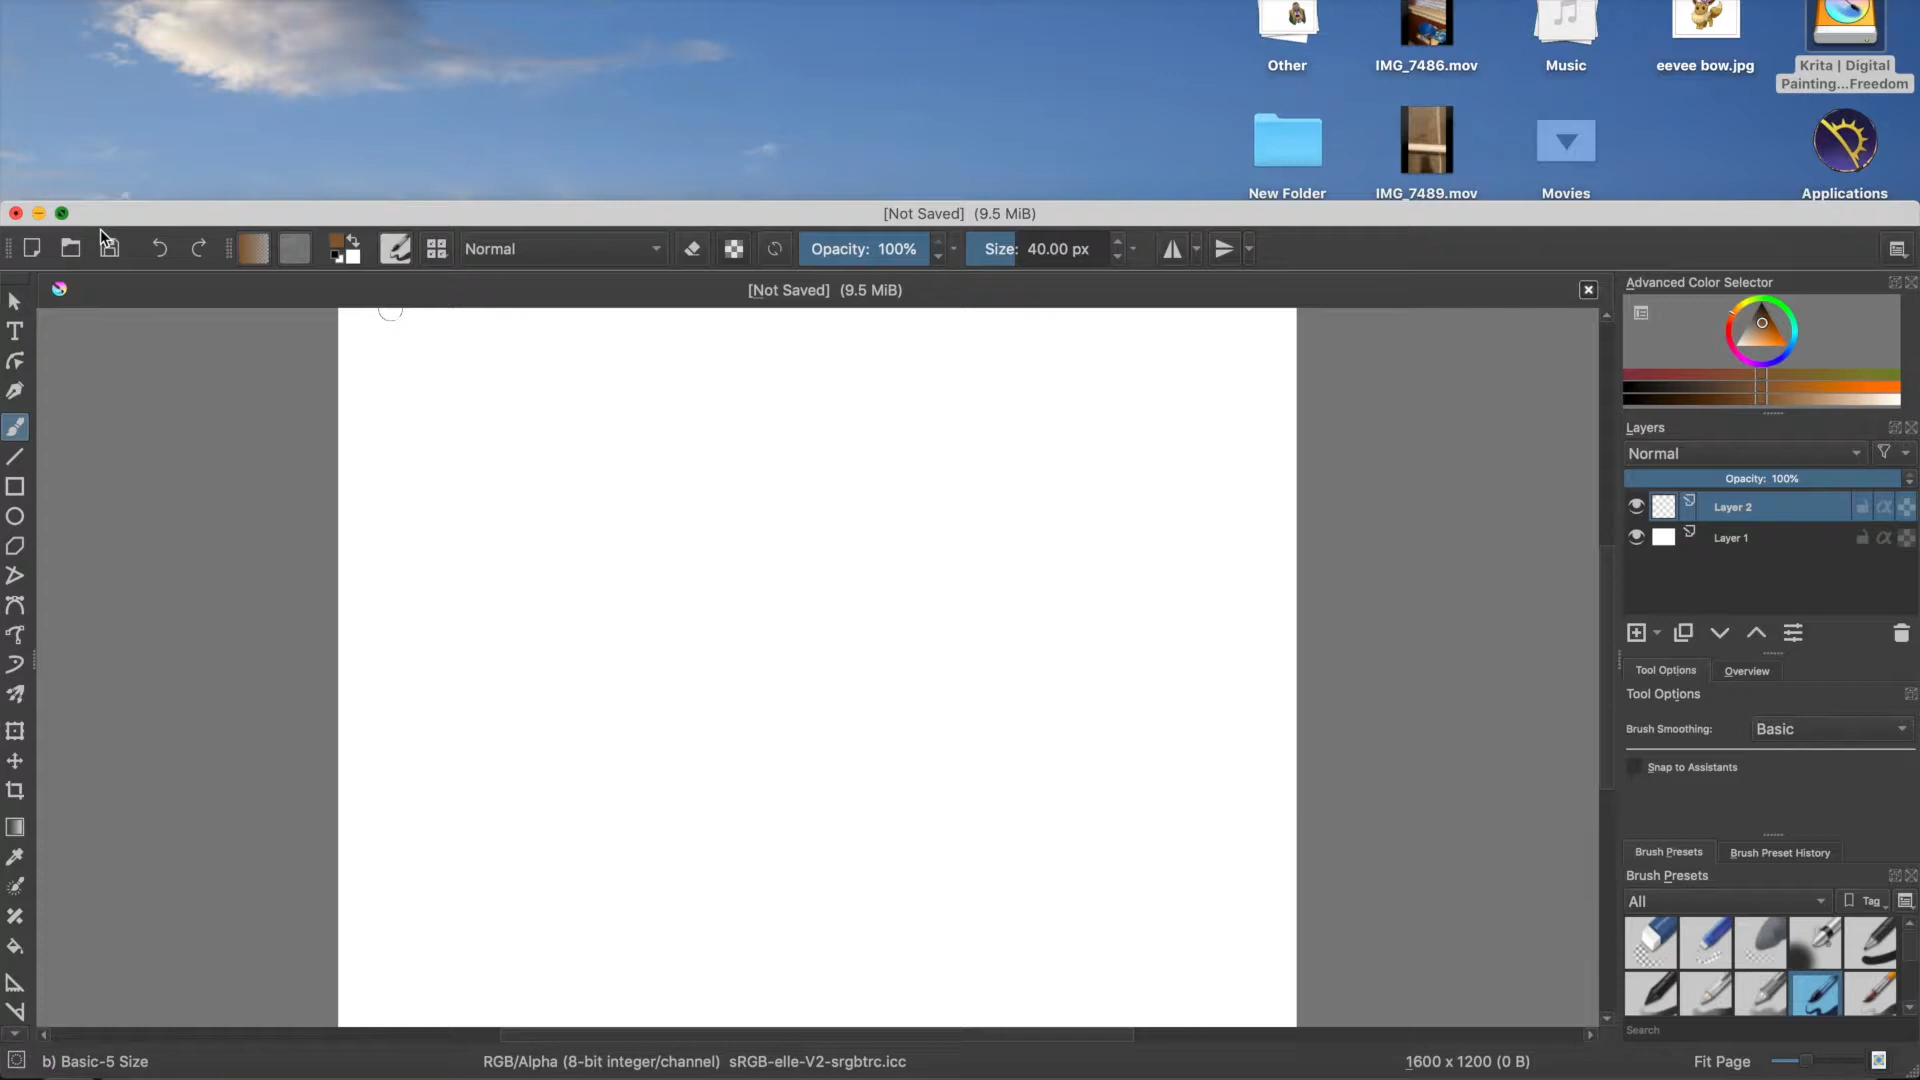 Other
IMG_7486.mov
Music
eevee bow.jpg
Krita | Digital
Painting...Freedom
New Folder
IMG_7489.mov
Movies
Applications
[Not Saved] (9.5 MiB)
Normal
Opacity: 100%
Size: 40.00 px
[Not Saved] (9.5 MiB)
Advanced Color Selector
Layers
Normal
Opacity: 100%
Layer 2
Layer 1
Tool Options
Overview
Tool Options
Brush Smoothing:
Basic
Snap to Assistants
Brush Presets
Brush Preset History
Brush Presets
All
Tag
Search
b) Basic-5 Size
RGB/Alpha (8-bit integer/channel) sRGB-elle-V2-srgbtrc.icc
1600 x 1200 (0 B)
Fit Page